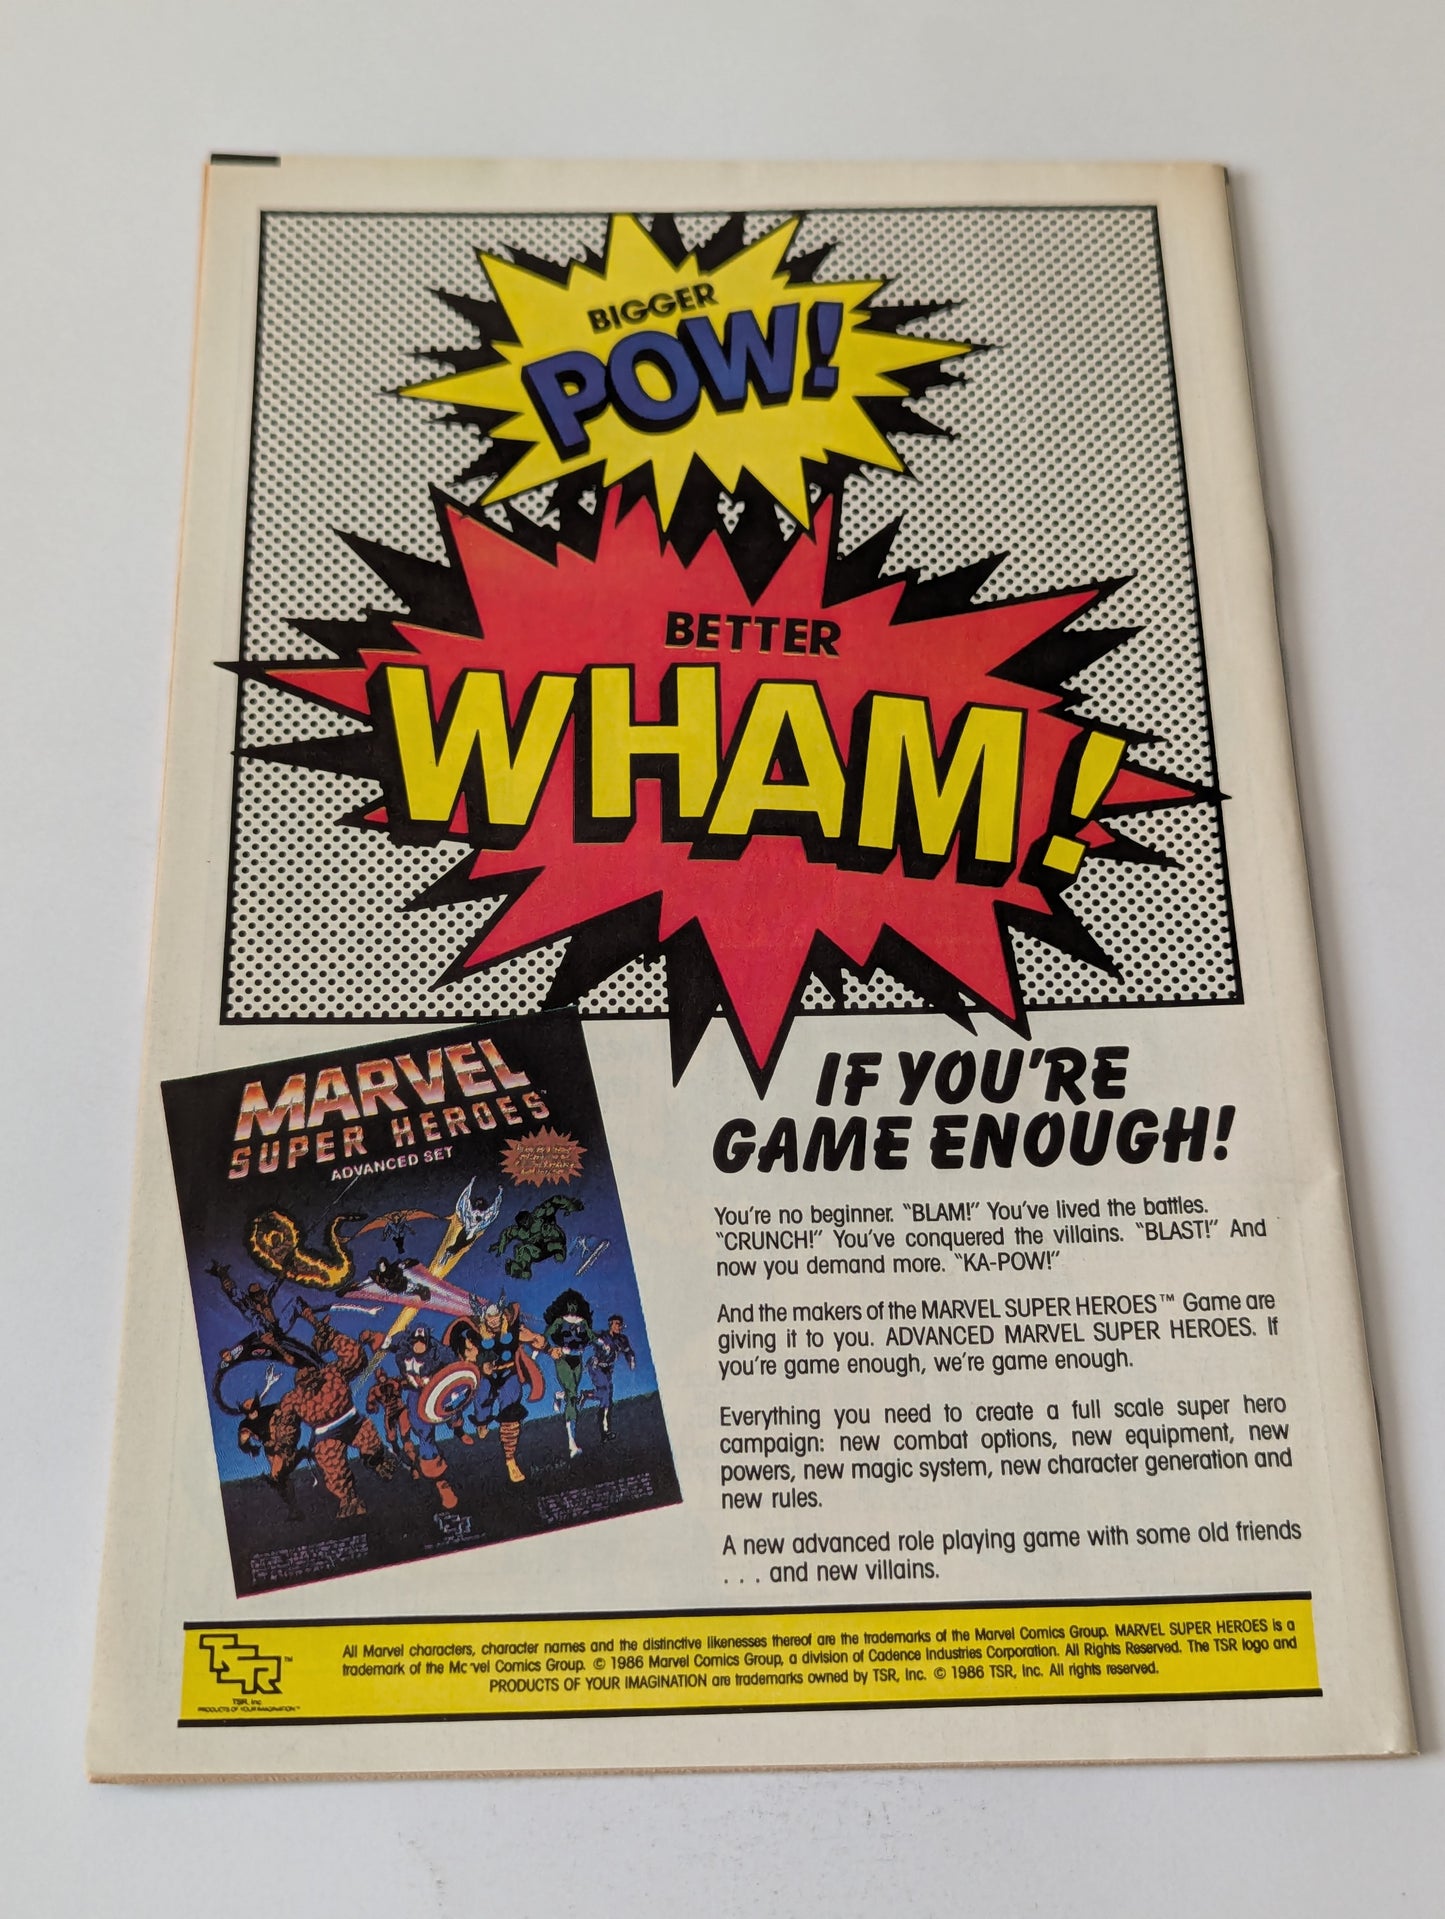 BIGGER
POW!
BETTER
WHAM!
IF YOU'RE
GAME ENOUGH!
MARVEL
SUPER HEROES™
ADVANCED SET
You're no beginner. “BLAM!” You've lived the battles.
“CRUNCH!” You've conquered the villains. “BLAST!” And
now you demand more. “KA-POW!”
And the makers of the MARVEL SUPER HEROES™ Game are
giving it to you. ADVANCED MARVEL SUPER HEROES. If
you're game enough, we're game enough.
Everything you need to create a full scale super hero
campaign: new combat options, new equipment, new
powers, new magic system, new character generation and
new rules.
A new advanced role playing game with some old friends
. . . and new villains.
TSR™
TSR, Inc.
PRODUCTS OF YOUR IMAGINATION™
All Marvel characters, character names and the distinctive likenesses thereof are the trademarks of the Marvel Comics Group. MARVEL SUPER HEROES is a
trademark of the Mc vel Comics Group. © 1986 Marvel Comics Group, a division of Cadence Industries Corporation. All Rights Reserved. The TSR logo and
PRODUCTS OF YOUR IMAGINATION are trademarks owned by TSR, Inc. © 1986 TSR, Inc. All rights reserved.